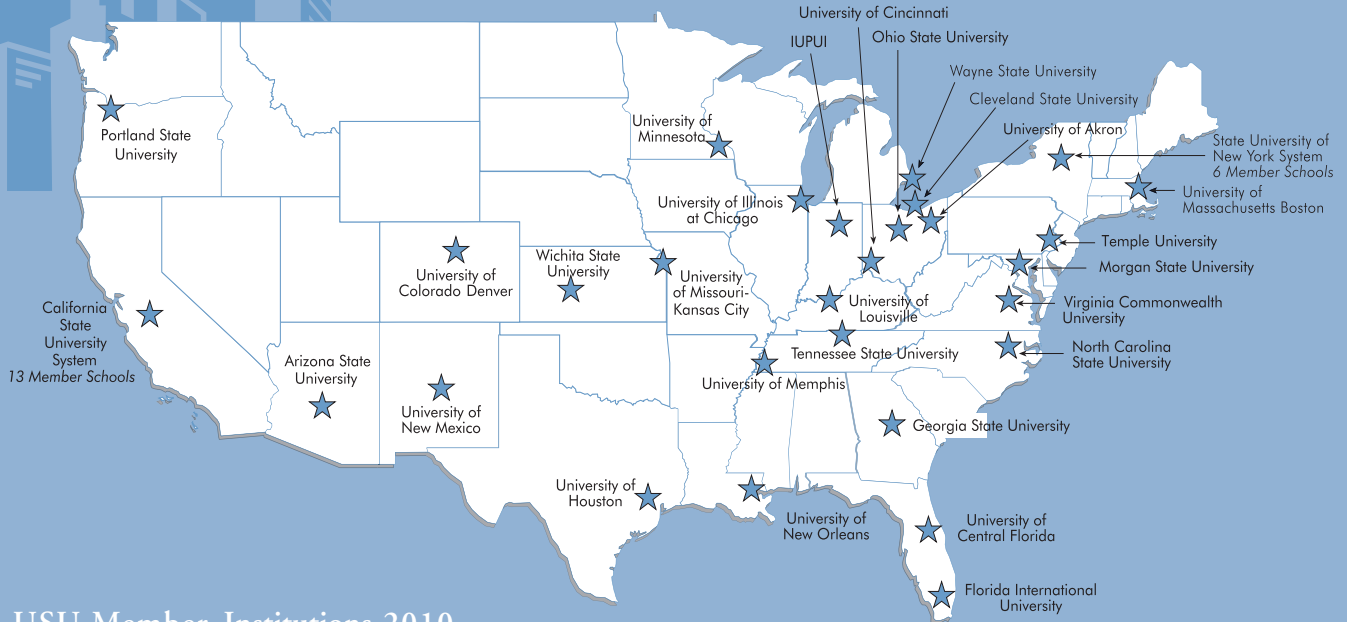 University of Cincinnati
IUPUI
Ohio State University
Wayne State University
Cleveland State University
University of Akron
University of
Minnesota
Portland State
University
State University of
New York System
6 Member Schools
University of
Massachusetts Boston
University of Illinois
at Chicago
Temple University
Morgan State University
University of
Colorado Denver
Wichita State
University
University
of Missouri-
Kansas City
University of
Louisville
Virginia Commonwealth
University
California
State
University
System
13 Member Schools
Arizona State
University
Tennessee State University
North Carolina
State University
University of Memphis
University of
New Mexico
Georgia State University
University of
Houston
University of
New Orleans
University of
Central Florida
Florida International
University
USU Member Institutions 2010